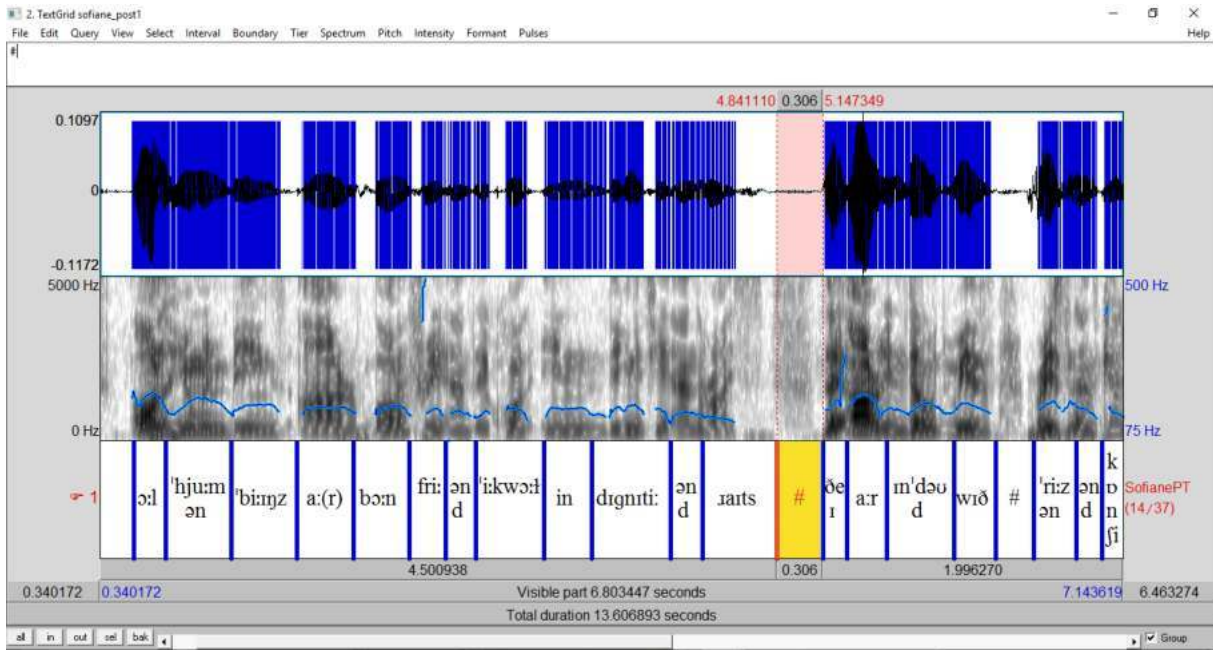 2. TextGrid sofiane_post1
File Edit Query View Select Interval Boundary Tier Spectrum Pitch Intensity Formant Pulses Help
#
4.841110 0.306 5.147349
0.1097
0
-0.1172
5000 Hz 500 Hz
0 Hz 75 Hz
☞ 1
ɔːl
ˈhjuːm
ən
ˈbiːɪŋz
aː(r)
bɔːn
friː
ən
d
ˈiːkwɔːɫ
in
dɪgnɪtiː
ən
d
ɹaɪts
#
ðe
ɪ
aːr
ɪnˈdəʊ
d
wɪð
#
ˈriːz
ən
ən
d
k
ɒ
n
ʃi
SofianePT
(14/37)
4.500938 0.306 1.996270
0.340172 0.340172 Visible part 6.803447 seconds 7.143619 6.463274
Total duration 13.606893 seconds
all in out sel bak Group